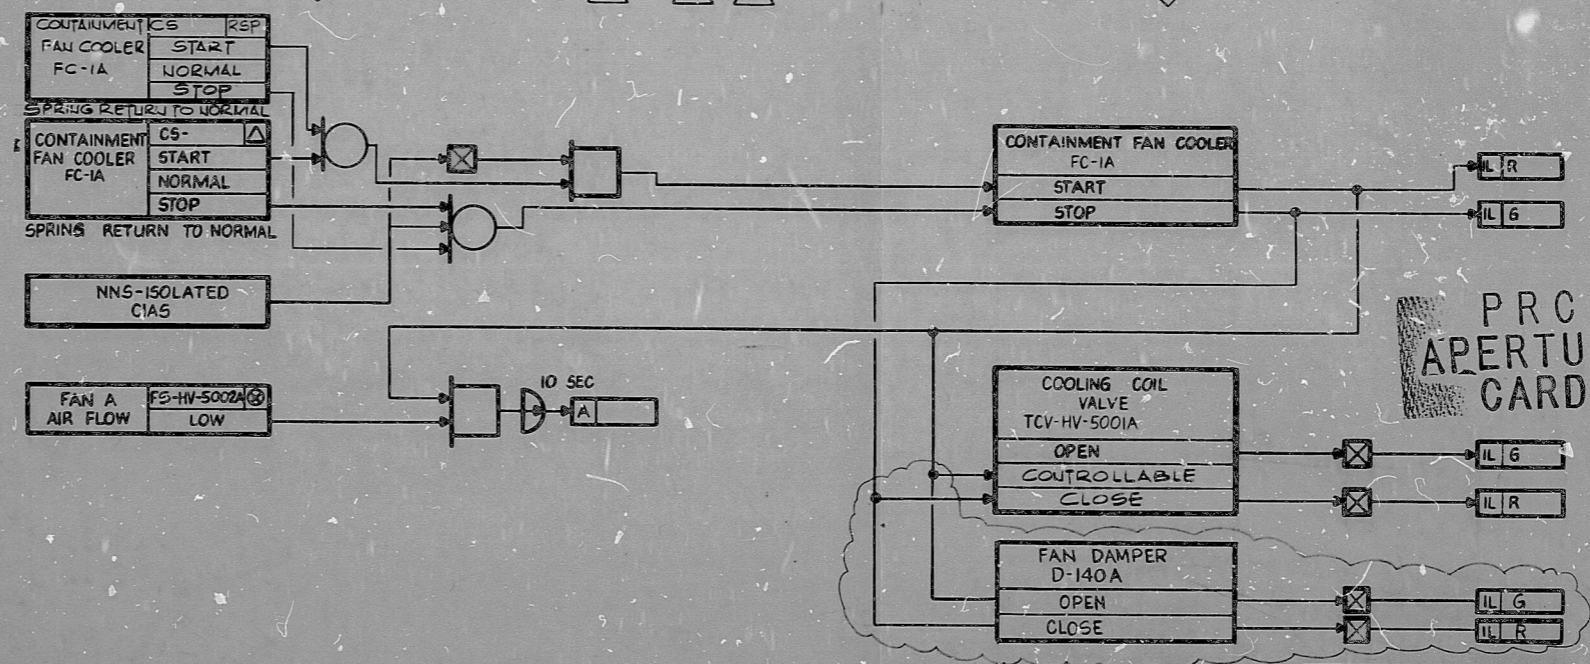 CONTAINMENT CS RSP
FAN COOLER START
FC-1A NORMAL
STOP
SPRING RETURN TO NORMAL
CONTAINMENT CS-
FAN COOLER START
FC-1A
NORMAL
STOP
SPRING RETURN TO NORMAL
NNS-ISOLATED
CIAS
FAN A FS-HV-5002A
AIR FLOW LOW
10 SEC
A
CONTAINMENT FAN COOLER
FC-1A
START
STOP
IL R
IL G
PRC
APERTU
CARD
COOLING COIL
VALVE
TCV-HV-5001A
OPEN
CONTROLLABLE
CLOSE
IL G
IL R
FAN DAMPER
D-140A
OPEN
CLOSE
IL G
IL R